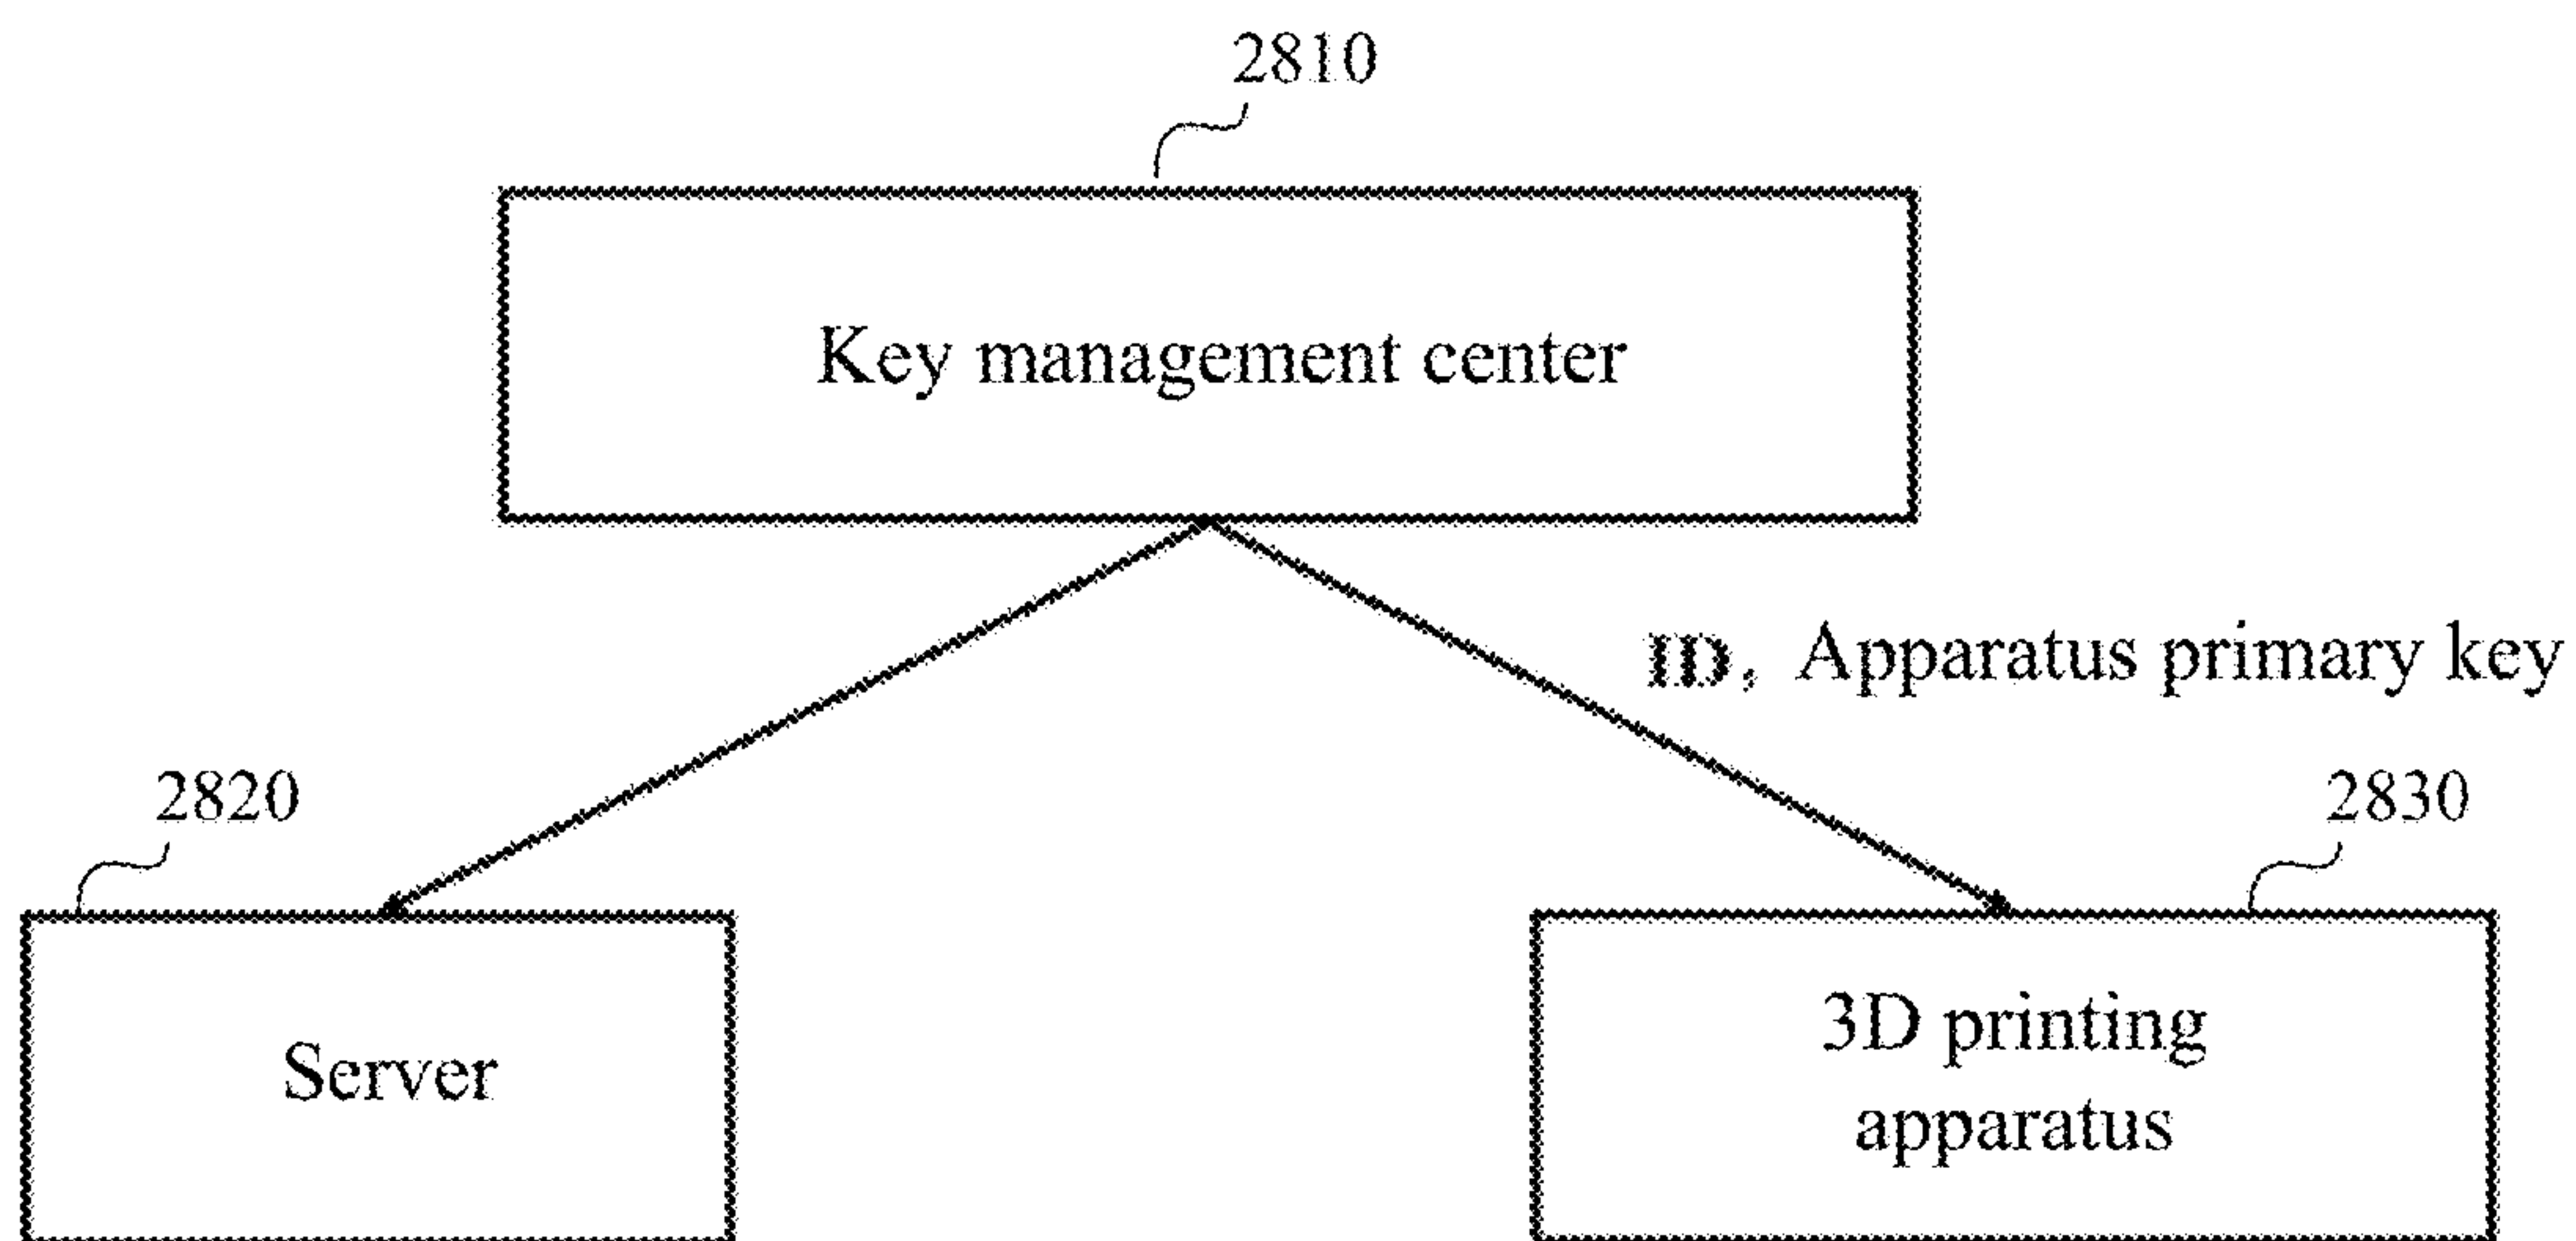 2810
Key management center
ID, Apparatus primary key
2820
2830
Server
3D printing
apparatus